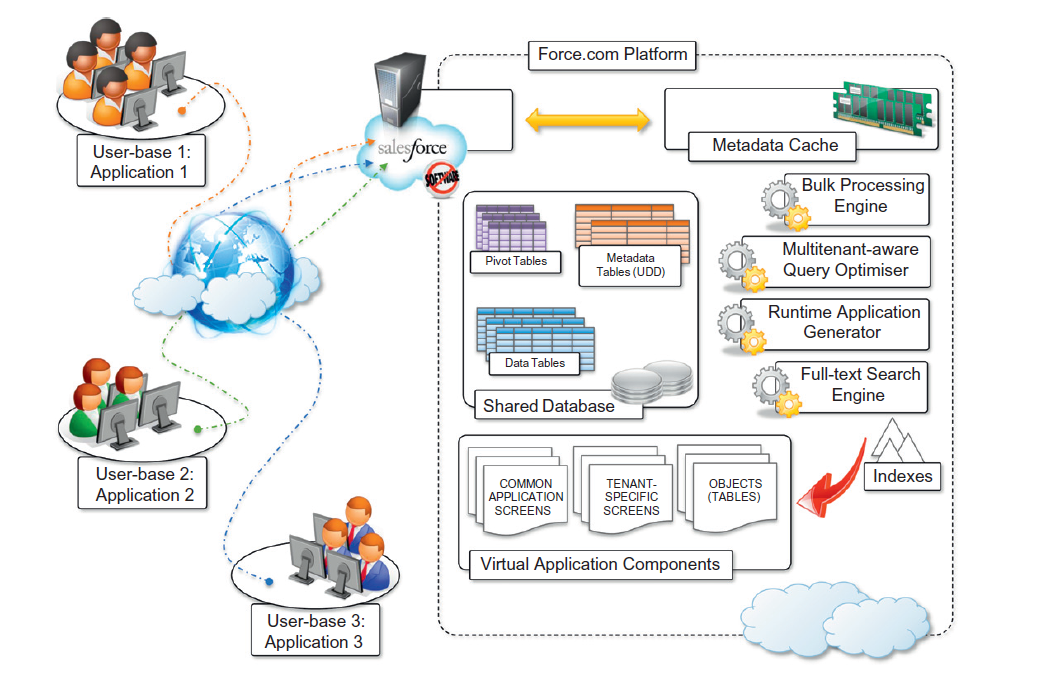 Force.com Platform
User-base 1:
Application 1
salesforce
SOFTWARE
Metadata Cache
Bulk Processing
Engine
Pivot Tables
Metadata
Tables (UDD)
Multitenant-aware
Query Optimiser
Runtime Application
Generator
Data Tables
Full-text Search
Engine
Shared Database
User-base 2:
Application 2
Indexes
COMMON
APPLICATION
SCREENS
TENANT-
SPECIFIC
SCREENS
OBJECTS
(TABLES)
Virtual Application Components
User-base 3:
Application 3